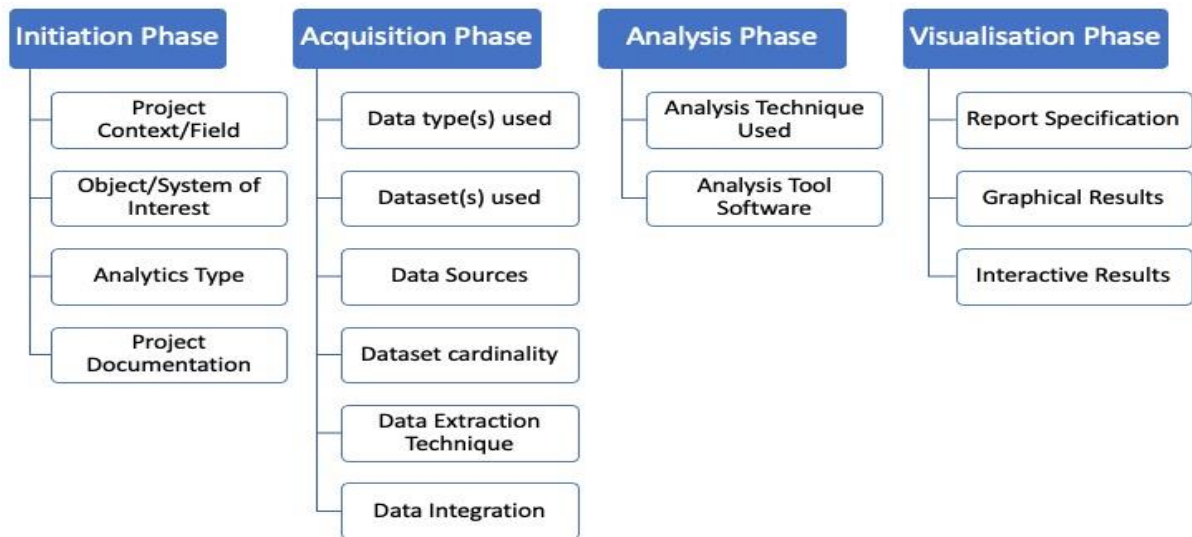 Initiation Phase
Project
Context/Field
Object/System of
Interest
Analytics Type
Project
Documentation
Acquisition Phase
Data type(s) used
Dataset(s) used
Data Sources
Dataset cardinality
Data Extraction
Technique
Data Integration
Analysis Phase
Analysis Technique
Used
Analysis Tool
Software
Visualisation Phase
Report Specification
Graphical Results
Interactive Results